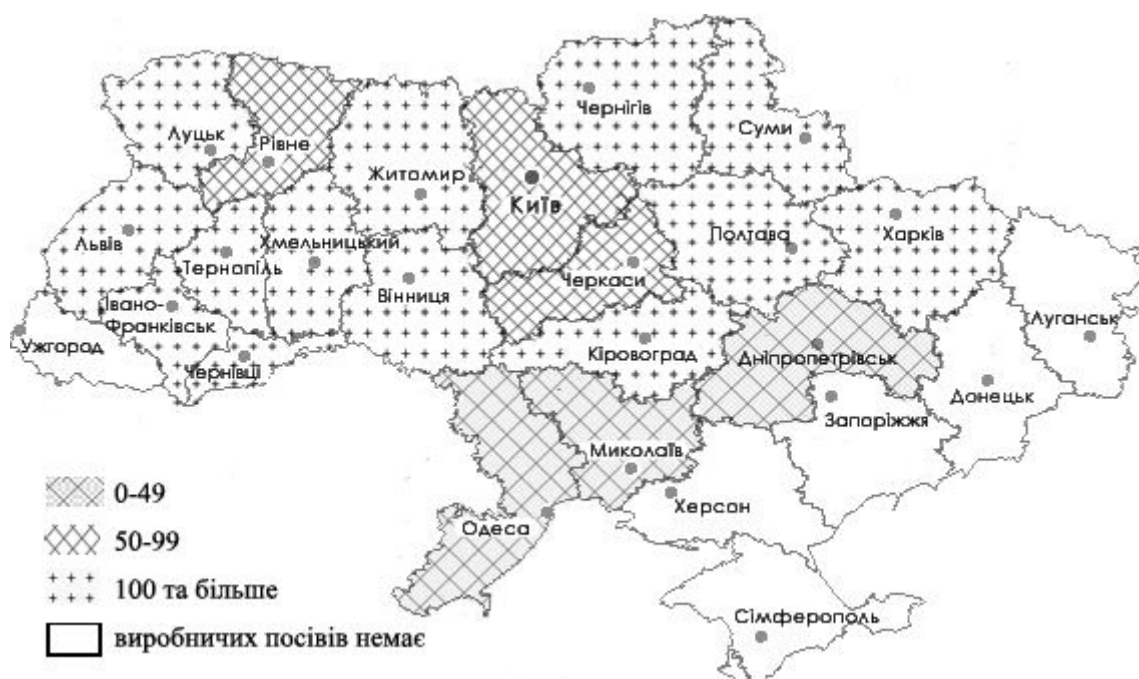 Чернігів
Суми
Луцьк
Рівне
Житомир
Київ
Львів
Тернопіль
Хмельницький
Вінниця
Черкаси
Полтава
Харків
Івано-
Франківськ
Ужгород
Чернівці
Кіровоград
Дніпропетрівськ
Луганськ
Донецьк
Запоріжжя
Миколаїв
Херсон
Одеса
Сімферополь
0-49
50-99
100 та більше
виробничих посівів немає